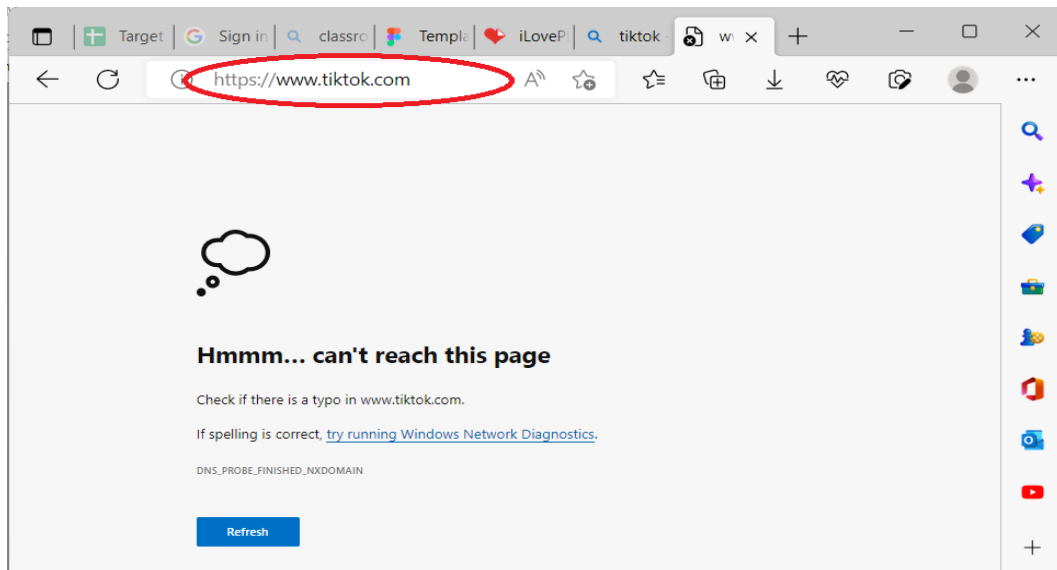 Target
Sign in
classro
Templa
iLoveP
tiktok
https://www.tiktok.com
Hmmm… can't reach this page
Check if there is a typo in www.tiktok.com.
If spelling is correct, try running Windows Network Diagnostics.
DNS_PROBE_FINISHED_NXDOMAIN
Refresh